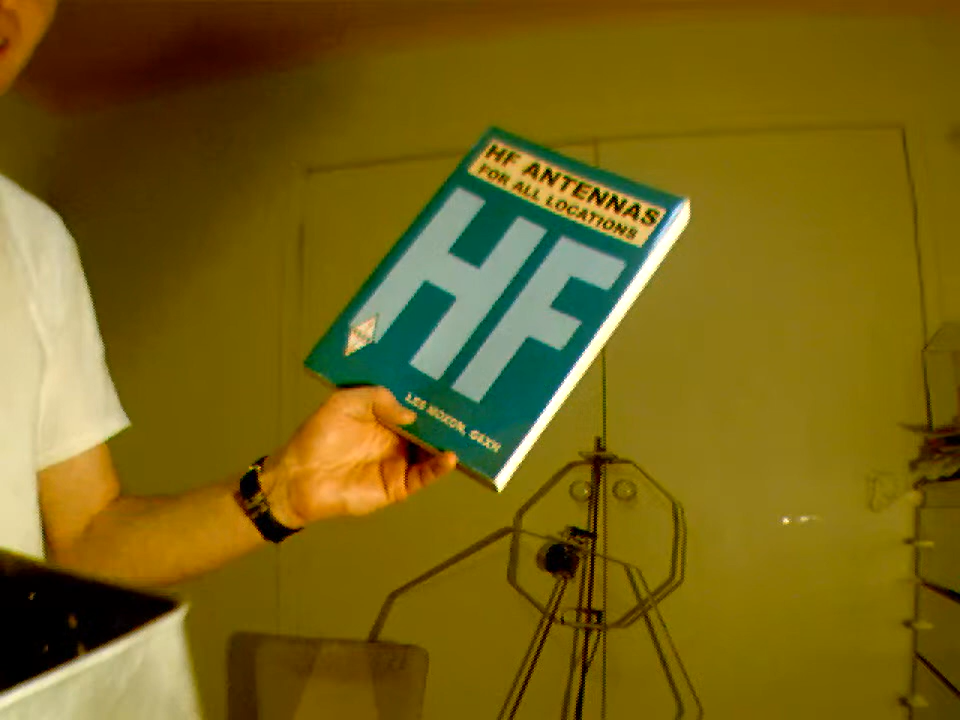 HF ANTENNAS
FOR ALL LOCATIONS
HF
LES MOXON, G6XN